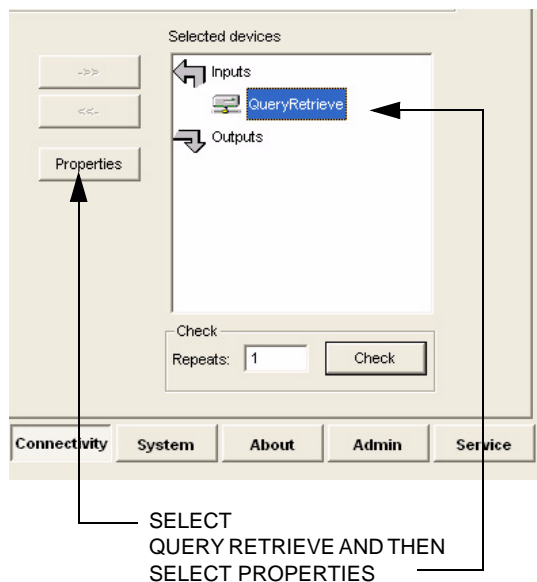 Selected devices
->>
Inputs
<<-
QueryRetrieve
Outputs
Properties
Check
Repeats: 1 Check
Connectivity System About Admin Service
SELECT
QUERY RETRIEVE AND THEN
SELECT PROPERTIES